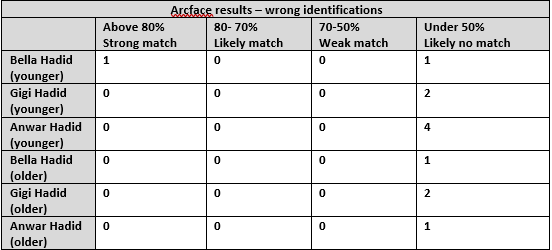 Arcface results – wrong identifications
Above 80%
Strong match
80- 70%
Likely match
70-50%
Weak match
Under 50%
Likely no match
Bella Hadid
(younger)
1
0
0
1
Gigi Hadid
(younger)
0
0
0
2
Anwar Hadid
(younger)
0
0
0
4
Bella Hadid
(older)
0
0
0
1
Gigi Hadid
(older)
0
0
0
2
Anwar Hadid
(older)
0
0
0
1